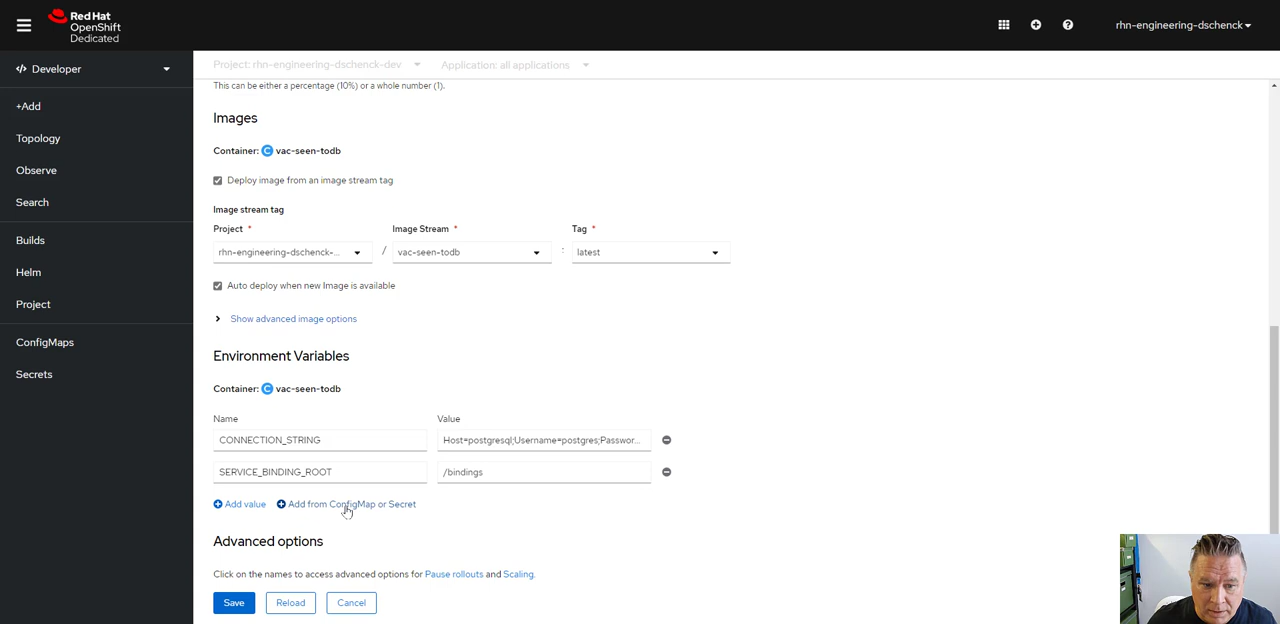 Red Hat
OpenShift
Dedicated
rhn-engineering-dschenck
Developer
Project: rhn-engineering-dschenck-dev
Application: all applications
+Add
Topology
Observe
Search
Builds
Helm
Project
ConfigMaps
Secrets
This can be either a percentage (10%) or a whole number (1).
Images
Container: C vac-seen-todb
Deploy image from an image stream tag
Image stream tag
Project * Image Stream * Tag *
rhn-engineering-dschenck-... / vac-seen-todb : latest
Auto deploy when new Image is available
Show advanced image options
Environment Variables
Container: C vac-seen-todb
Name Value
CONNECTION_STRING Host=postgresql;Username=postgres;Passwor...
SERVICE_BINDING_ROOT /bindings
Add value Add from ConfigMap or Secret
Advanced options
Click on the names to access advanced options for Pause rollouts and Scaling.
Save Reload Cancel